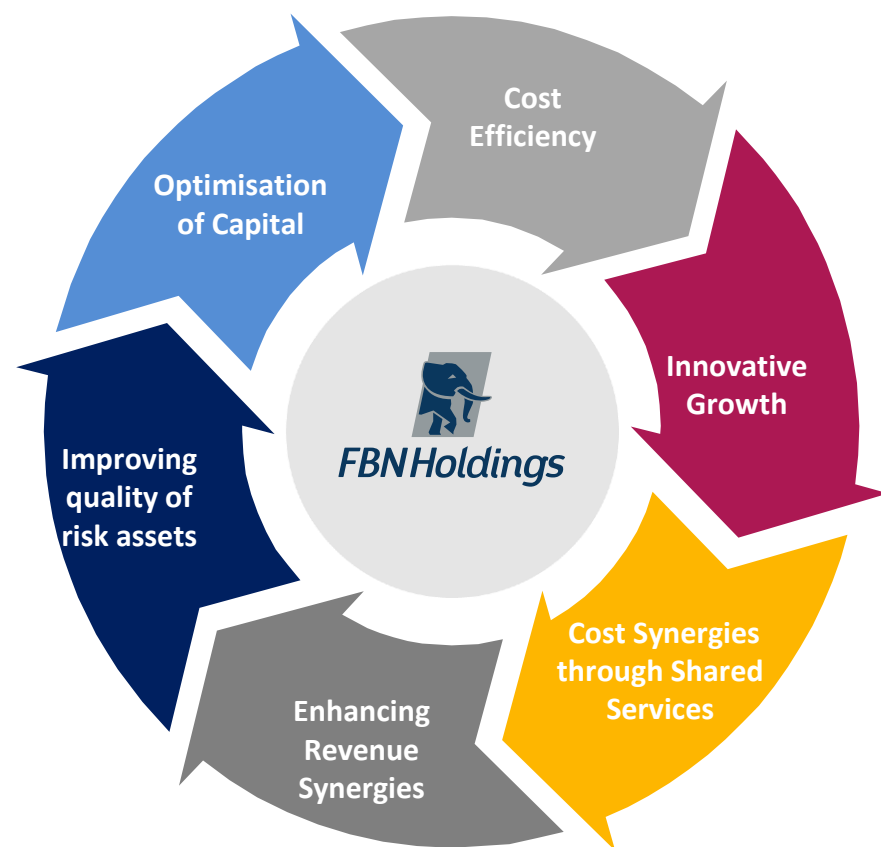 Cost
Efficiency
Innovative
Growth
Cost Synergies
through Shared
Services
Enhancing
Revenue
Synergies
Improving
quality of
risk assets
Optimisation
of Capital
FBNHoldings